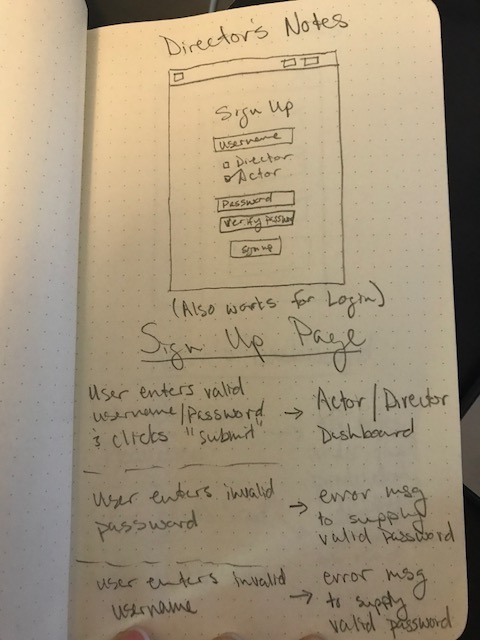 Director's Notes
Sign Up
Username
Director
Actor
Password
Verify Password
Sign up
(Also works for Login)
Sign Up Page
User enters valid
username/Password → Actor/Director
& clicks "submit" Dashboard
User enters invalid → error msg
password to supply
valid Password
user enters invalid → error msg
username to supply
valid password